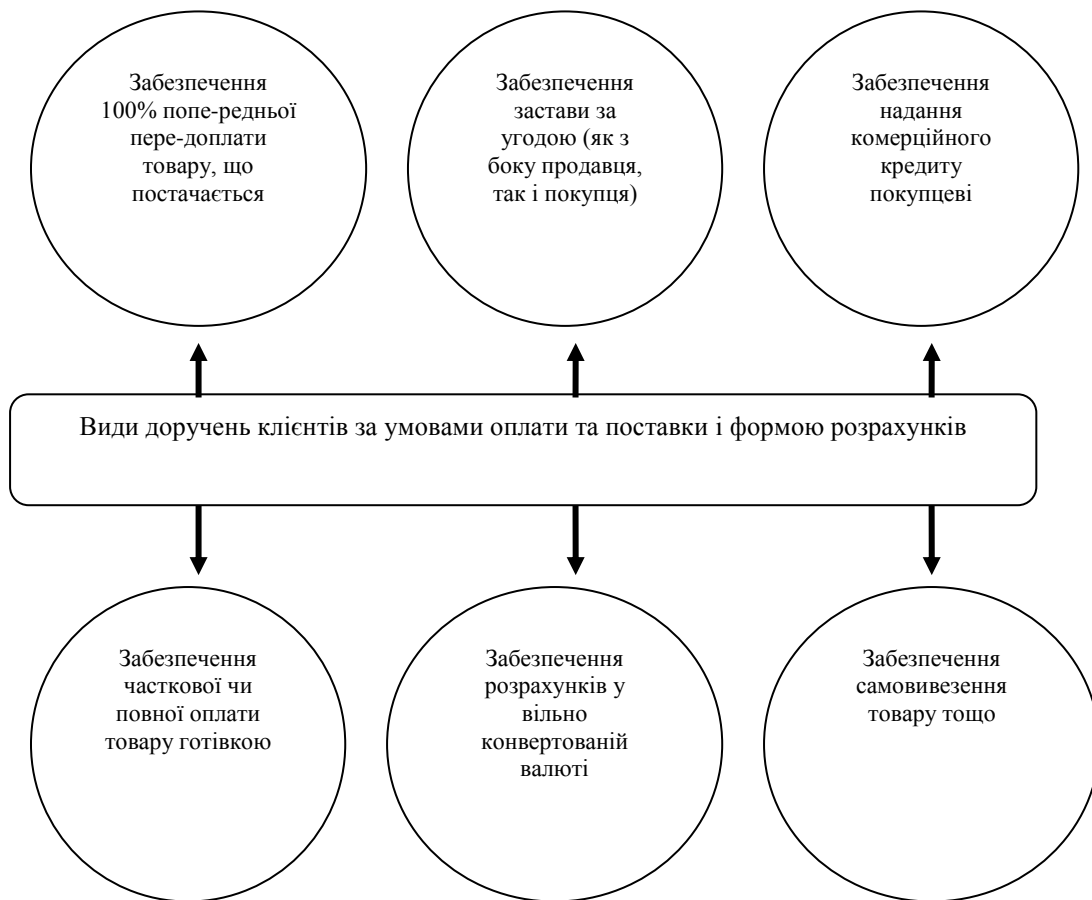 Забезпечення
100% попе-редньої
пере-доплати
товару, що
постачається
Забезпечення
застави за
угодою (як з
боку продавця,
так і покупця)
Забезпечення
надання
комерційного
кредиту
покупцеві
Види доручень клієнтів за умовами оплати та поставки і формою розрахунків
Забезпечення
часткової чи
повної оплати
товару готівкою
Забезпечення
розрахунків у
вільно
конвертованій
валюті
Забезпечення
самовивезення
товару тощо